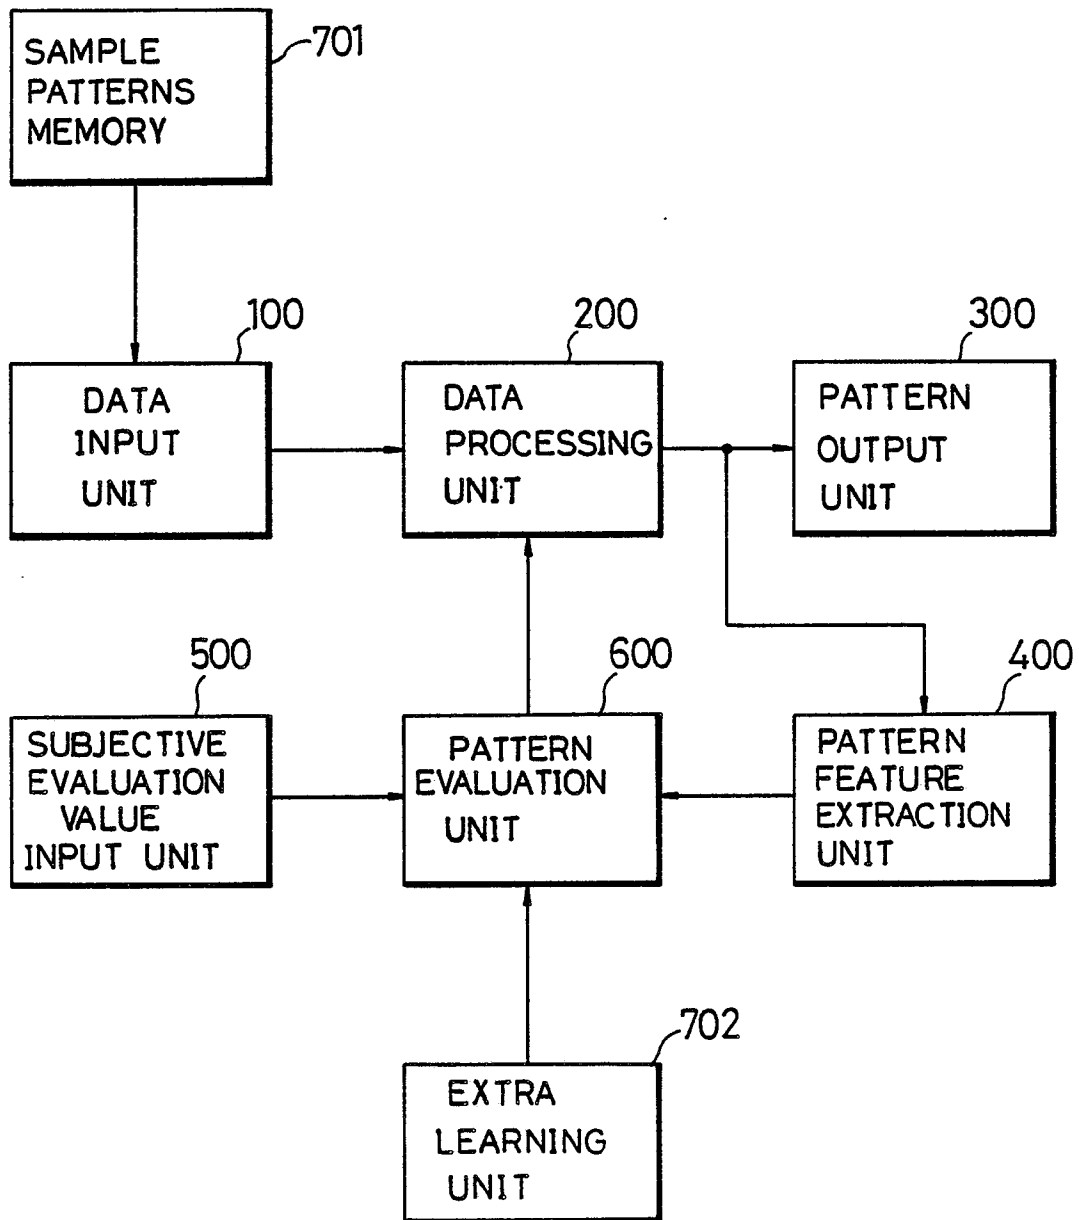 SAMPLE
PATTERNS
MEMORY
701
100
DATA
INPUT
UNIT
200
DATA
PROCESSING
UNIT
300
PATTERN
OUTPUT
UNIT
500
SUBJECTIVE
EVALUATION
VALUE
INPUT UNIT
600
PATTERN
EVALUATION
UNIT
400
PATTERN
FEATURE
EXTRACTION
UNIT
702
EXTRA
LEARNING
UNIT